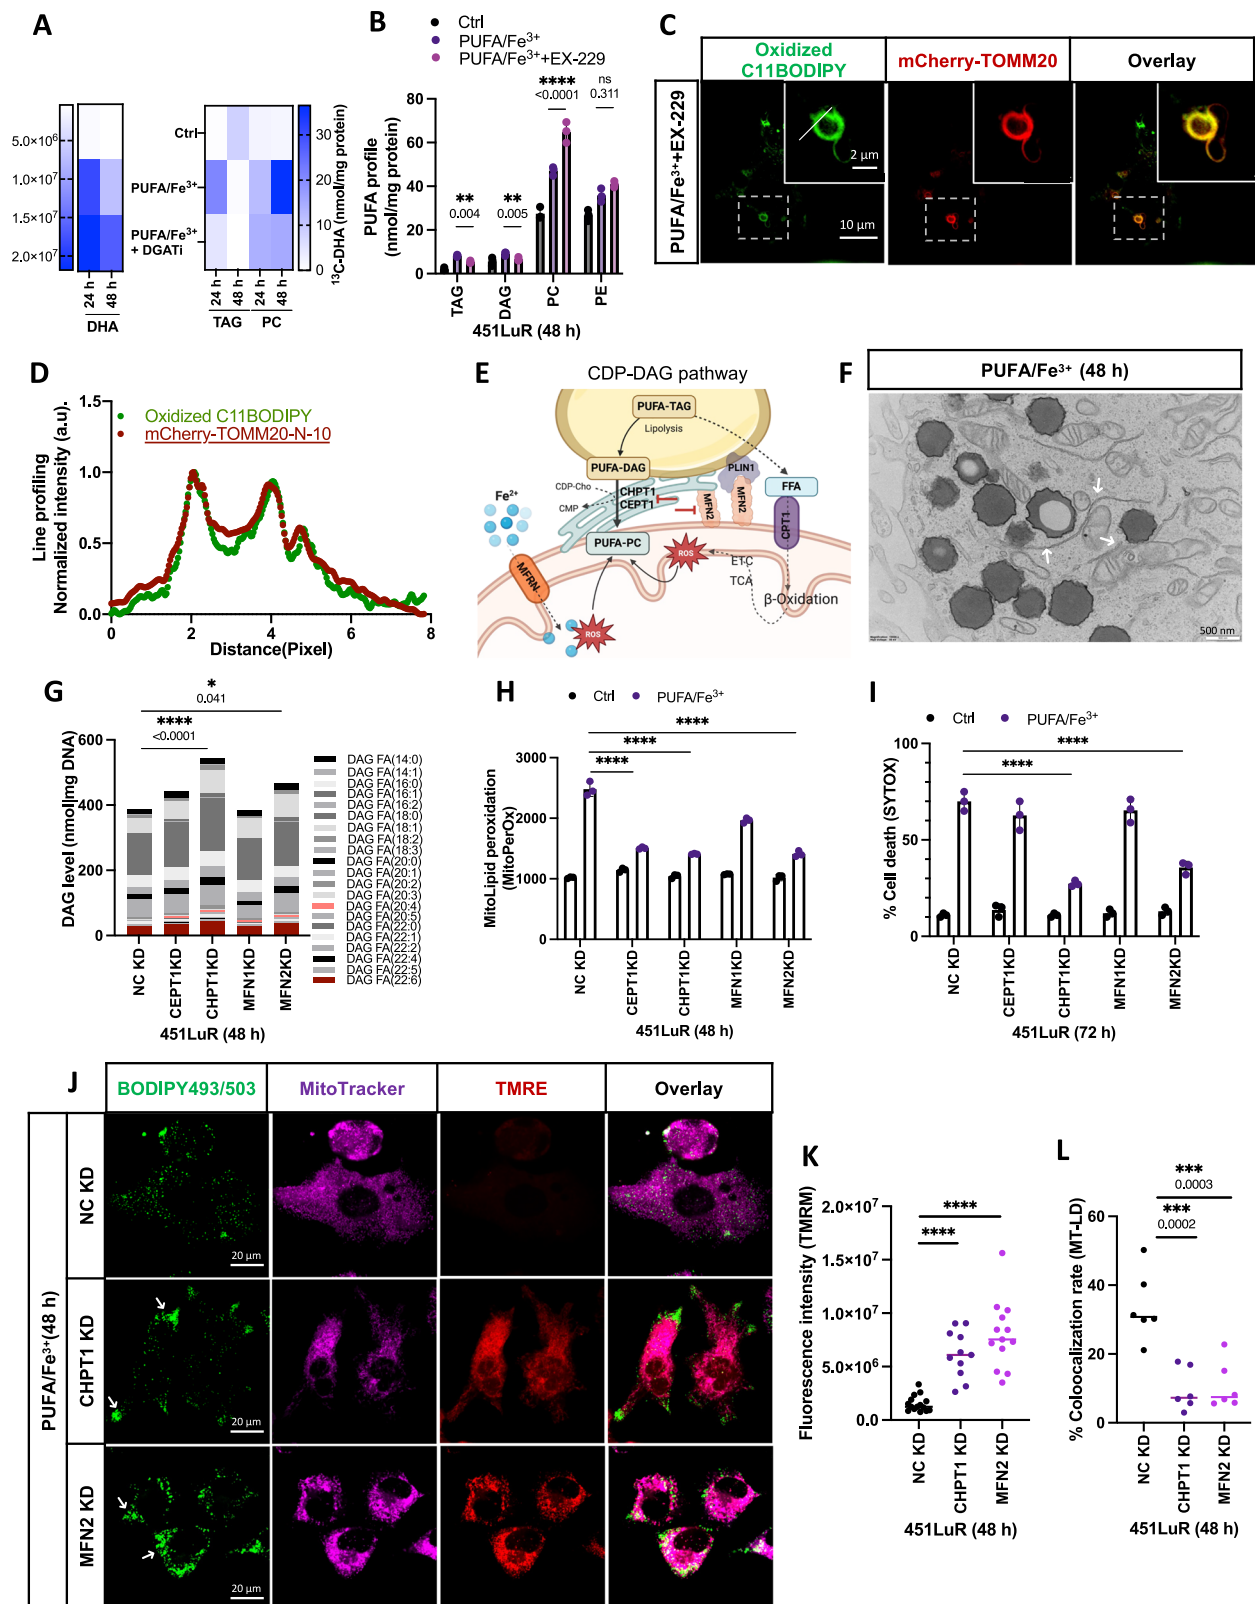 A
5.0×10⁶
1.0×10⁷
1.5×10⁷
2.0×10⁷
24 h
48 h
DHA
Ctrl
PUFA/Fe³⁺
PUFA/Fe³⁺
+ DGATi
24 h
48 h
24 h
48 h
TAG
PC
30
20
10
0
¹³C-DHA (nmol/mg protein)
B
Ctrl
PUFA/Fe³⁺
PUFA/Fe³⁺+EX-229
PUFA profile
(nmol/mg protein)
80
60
40
20
0
**
0.004
**
0.005
****
<0.0001
ns
0.311
TAG
DAG
PC
PE
451LuR (48 h)
C
Oxidized
C11BODIPY
mCherry-TOMM20
Overlay
PUFA/Fe³⁺+EX-229
2 µm
10 µm
D
Line profiling
Normalized intensity (a.u.)
1.5
1.0
0.5
0.0
Oxidized C11BODIPY
mCherry-TOMM20-N-10
0
2
4
6
8
Distance(Pixel)
E
CDP-DAG pathway
PUFA-TAG
Lipolysis
PUFA-DAG
PLIN1
FFA
CDP-Cho
CHPT1
CEPT1
CMP
MFN2
MFN2
CPT1
Fe²⁺
PUFA-PC
MFRN
ROS
ROS
ETC
TCA
β-Oxidation
F
PUFA/Fe³⁺ (48 h)
500 nm
G
*
0.041
****
<0.0001
DAG level (nmol/mg DNA)
600
400
200
0
NC KD
CEPT1KD
CHPT1KD
MFN1KD
MFN2KD
451LuR (48 h)
DAG FA(14:0)
DAG FA(14:1)
DAG FA(16:0)
DAG FA(16:1)
DAG FA(16:2)
DAG FA(18:0)
DAG FA(18:1)
DAG FA(18:2)
DAG FA(18:3)
DAG FA(20:0)
DAG FA(20:1)
DAG FA(20:2)
DAG FA(20:3)
DAG FA(20:4)
DAG FA(20:5)
DAG FA(22:0)
DAG FA(22:1)
DAG FA(22:2)
DAG FA(22:4)
DAG FA(22:5)
DAG FA(22:6)
H
Ctrl
PUFA/Fe³⁺
****
****
****
MitoLipid peroxidation
(MitoPerOx)
3000
2000
1000
0
NC KD
CEPT1KD
CHPT1KD
MFN1KD
MFN2KD
451LuR (48 h)
I
Ctrl
PUFA/Fe³⁺
****
****
% Cell death (SYTOX)
100
50
0
NC KD
CEPT1KD
CHPT1KD
MFN1KD
MFN2KD
451LuR (72 h)
J
BODIPY493/503
MitoTracker
TMRE
Overlay
PUFA/Fe³⁺(48 h)
NC KD
20 µm
CHPT1 KD
20 µm
MFN2 KD
20 µm
K
Fluorescence intensity (TMRM)
2.0×10⁷
1.5×10⁷
1.0×10⁷
5.0×10⁶
0.0
****
****
NC KD
CHPT1 KD
MFN2 KD
451LuR (48 h)
L
% Coloocalization rate (MT-LD)
60
40
20
0
***
0.0003
***
0.0002
NC KD
CHPT1 KD
MFN2 KD
451LuR (48 h)